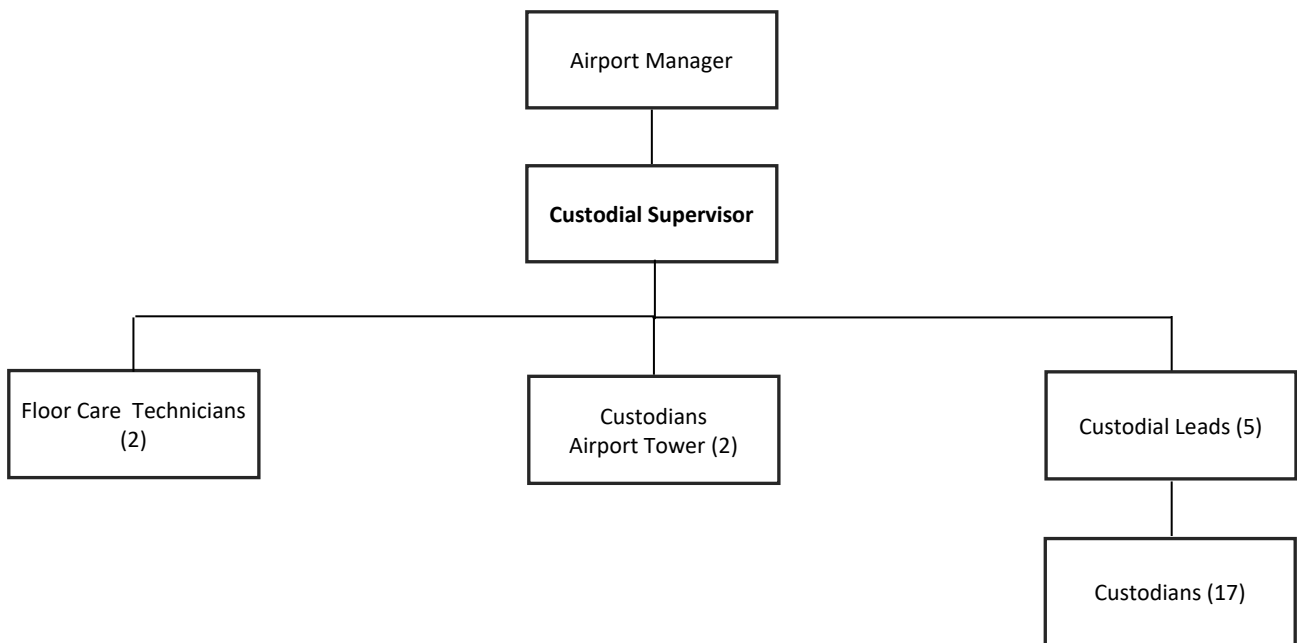 Airport Manager
Custodial Supervisor
Floor Care Technicians
(2)
Custodians
Airport Tower (2)
Custodial Leads (5)
Custodians (17)